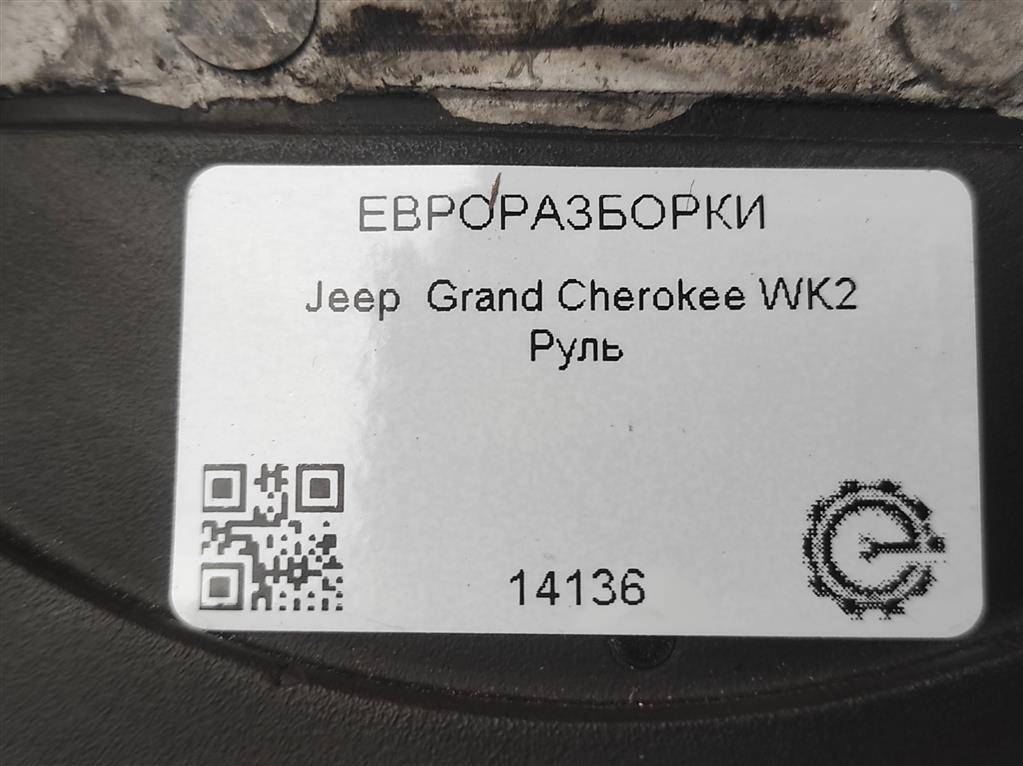 ЕВРОРАЗБОРКИ
Jeep Grand Cherokee WK2
Руль
14136